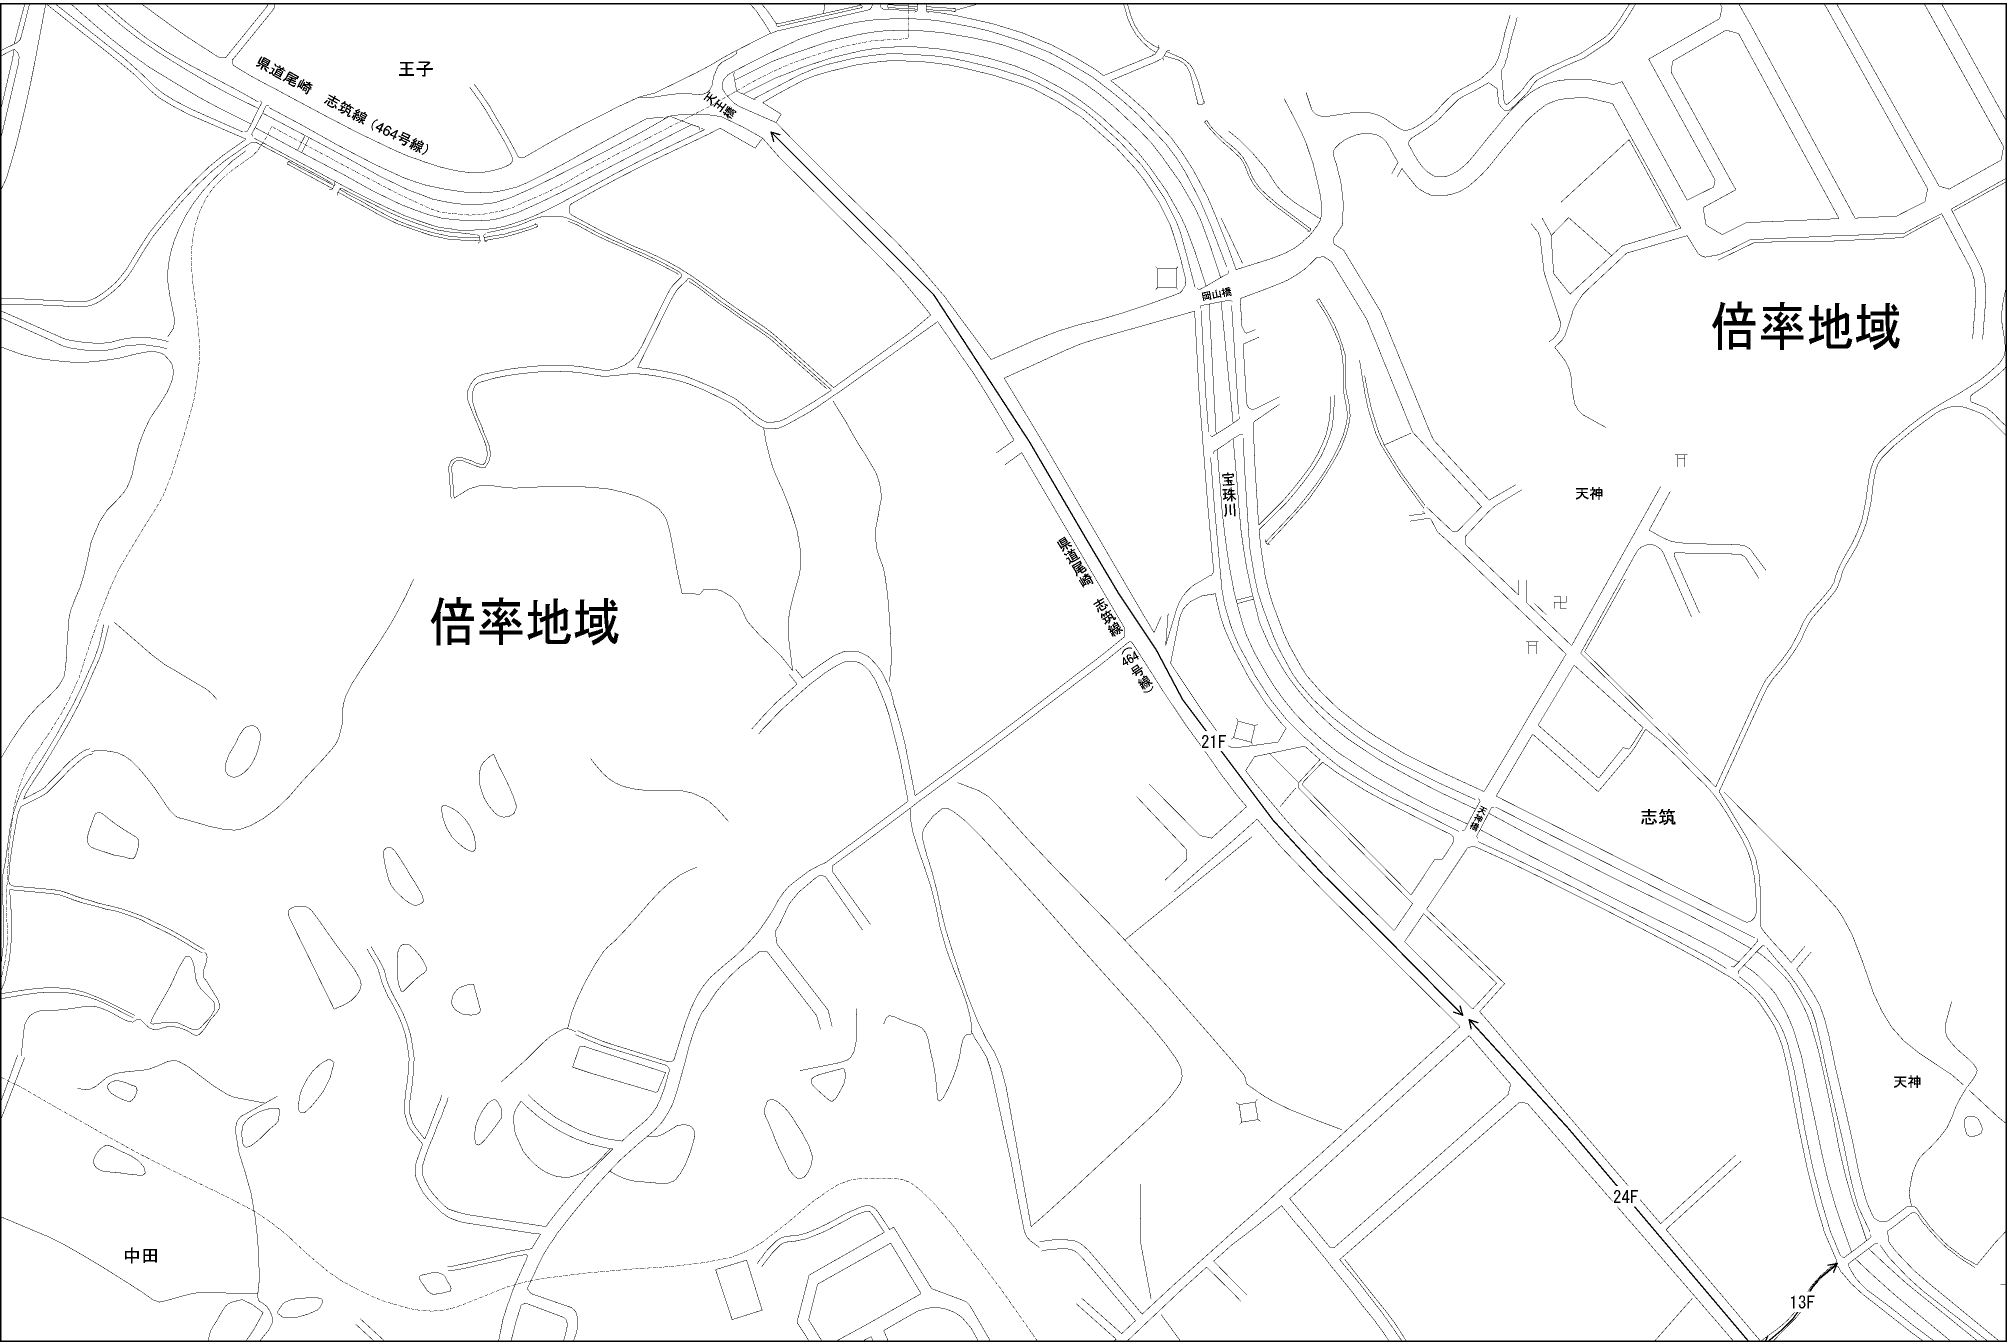 王子
県道尾崎　志筑線（464号線）
天王橋
岡山橋
倍率地域
宝珠川
天神
県道尾崎　志筑線（464号線）
倍率地域
21F
天神橋
志筑
天神
24F
中田
13F